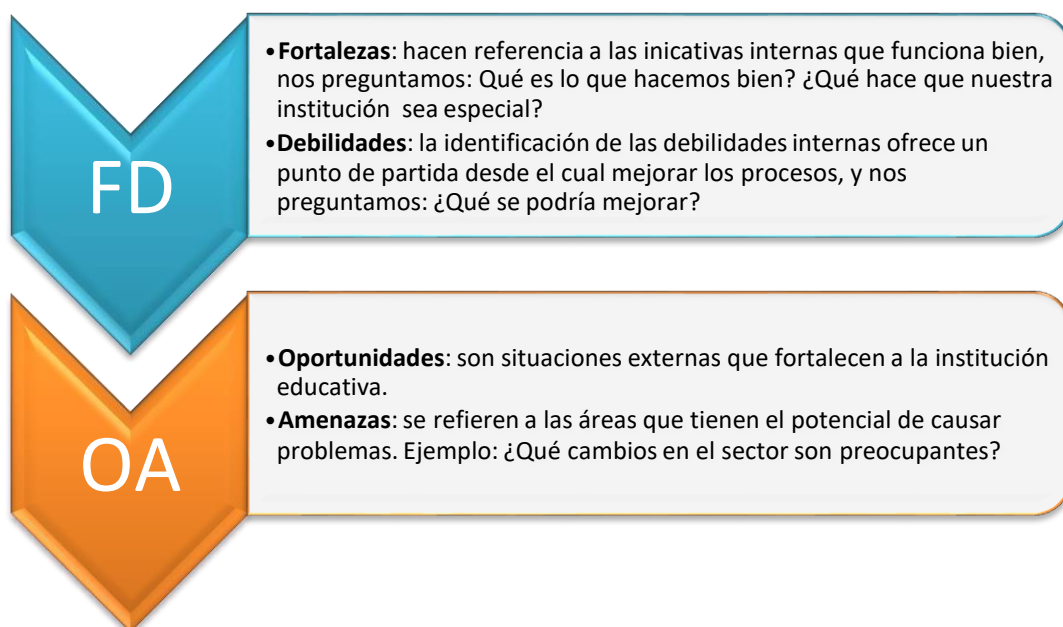 FD
•Fortalezas: hacen referencia a las inicativas internas que funciona bien,
nos preguntamos: Qué es lo que hacemos bien? ¿Qué hace que nuestra
institución sea especial?
•Debilidades: la identificación de las debilidades internas ofrece un
punto de partida desde el cual mejorar los procesos, y nos
preguntamos: ¿Qué se podría mejorar?
OA
•Oportunidades: son situaciones externas que fortalecen a la institución
educativa.
•Amenazas: se refieren a las áreas que tienen el potencial de causar
problemas. Ejemplo: ¿Qué cambios en el sector son preocupantes?